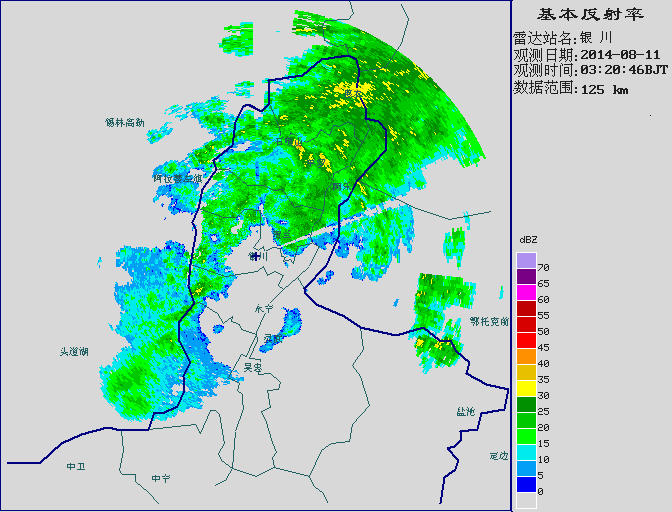 基本反射率
雷达站名:银 川
观测日期:2014-08-11
观测时间:03:20:46BJT
数据范围:125 km
锡林高勒
阿拉善左旗
银川
永宁
鄂托克前
头道湖
吴忠
盐池
定边
中卫
中宁
dBZ
70
65
60
55
50
45
40
35
30
25
20
15
10
5
0